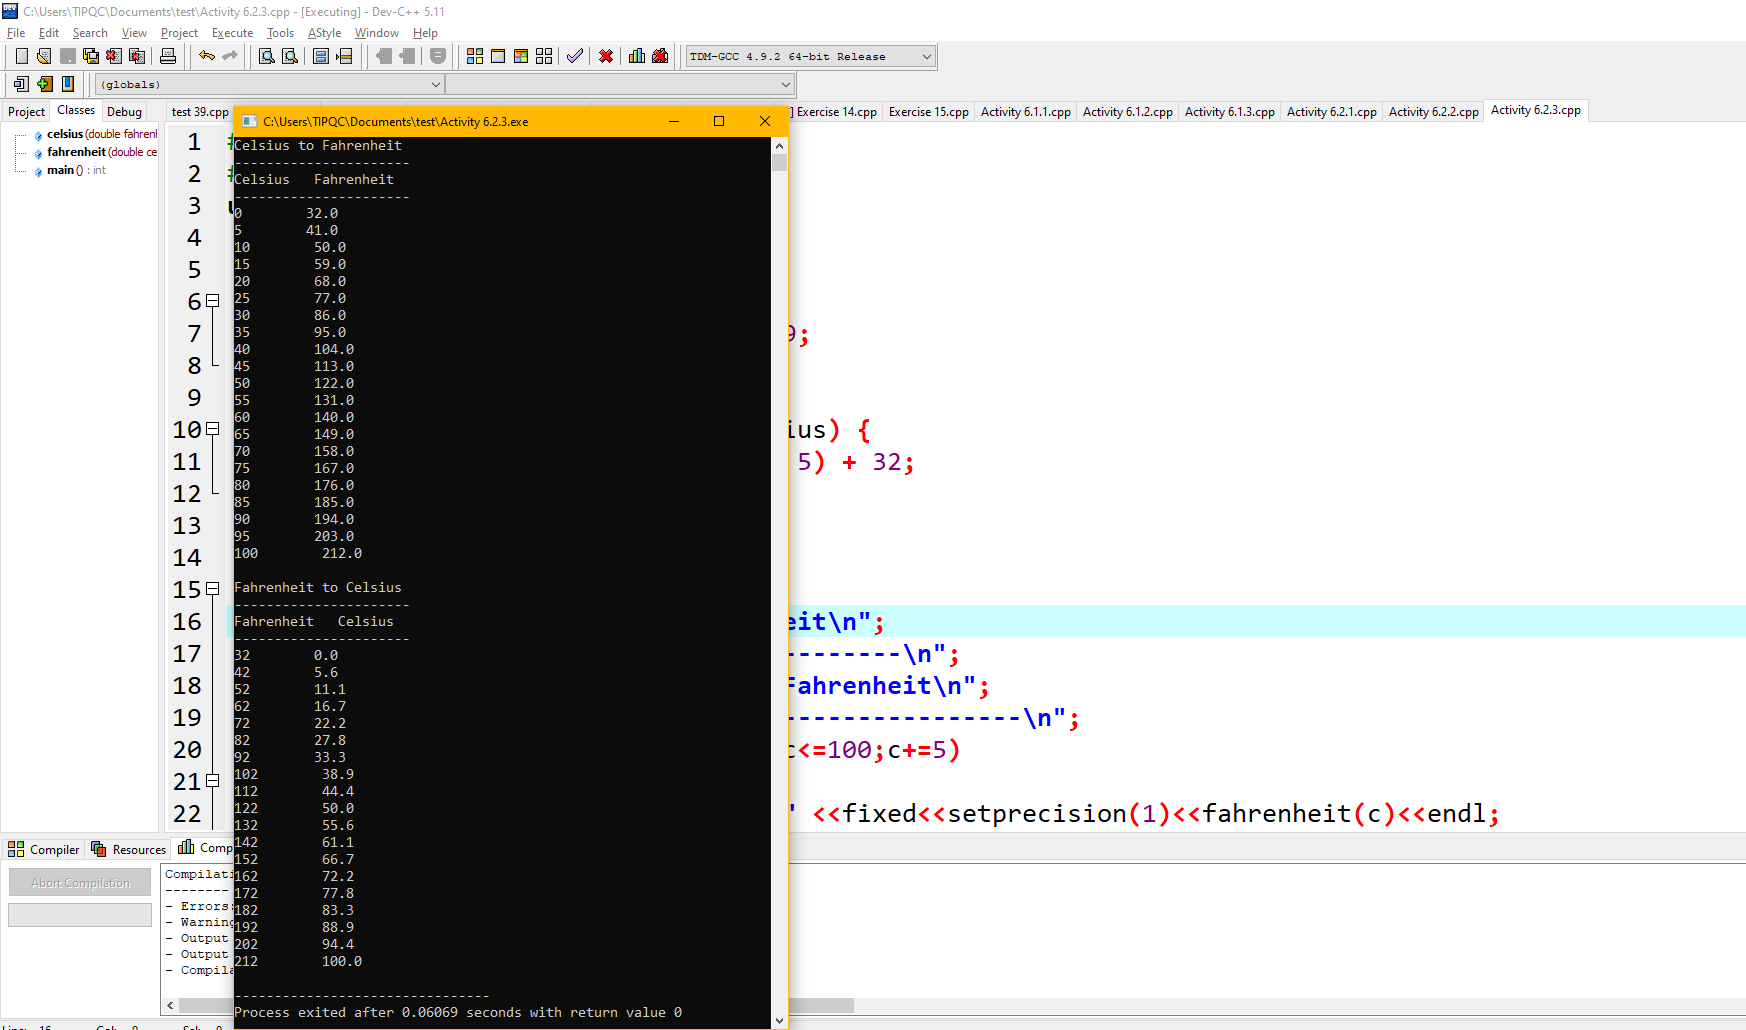 C:\Users\TIPQC\Documents\test\Activity 6.2.3.cpp - [Executing] - Dev-C++ 5.11
File Edit Search View Project Execute Tools AStyle Window Help
TDM-GCC 4.9.2 64-bit Release
(globals)
Project Classes Debug
test 39.cpp Exercise 14.cpp Exercise 15.cpp Activity 6.1.1.cpp Activity 6.1.2.cpp Activity 6.1.3.cpp Activity 6.2.1.cpp Activity 6.2.2.cpp Activity 6.2.3.cpp
celsius (double fahrenh
fahrenheit (double ce
main () : int
C:\Users\TIPQC\Documents\test\Activity 6.2.3.exe
Celsius to Fahrenheit
----------------------
Celsius   Fahrenheit
----------------------
0        32.0
5        41.0
10        50.0
15        59.0
20        68.0
25        77.0
30        86.0
35        95.0
40        104.0
45        113.0
50        122.0
55        131.0
60        140.0
65        149.0
70        158.0
75        167.0
80        176.0
85        185.0
90        194.0
95        203.0
100        212.0
Fahrenheit to Celsius
----------------------
Fahrenheit   Celsius
----------------------
32        0.0
42        5.6
52        11.1
62        16.7
72        22.2
82        27.8
92        33.3
102        38.9
112        44.4
122        50.0
132        55.6
142        61.1
152        66.7
162        72.2
172        77.8
182        83.3
192        88.9
202        94.4
212        100.0
--------------------------------
Process exited after 0.06069 seconds with return value 0
1
2
3
4
5
6
7 ;
8
9
10 ius) {
11 5) + 32;
12
13
14
15
16 eit\n";
17 --------\n";
18 Fahrenheit\n";
19 ----------------\n";
20 c<=100;c+=5)
21
22 " <<fixed<<setprecision(1)<<fahrenheit(c)<<endl;
Compiler Resources Comp
Abort Compilation
Compilati
--------
- Errors:
- Warning
- Output
- Output
- Compila